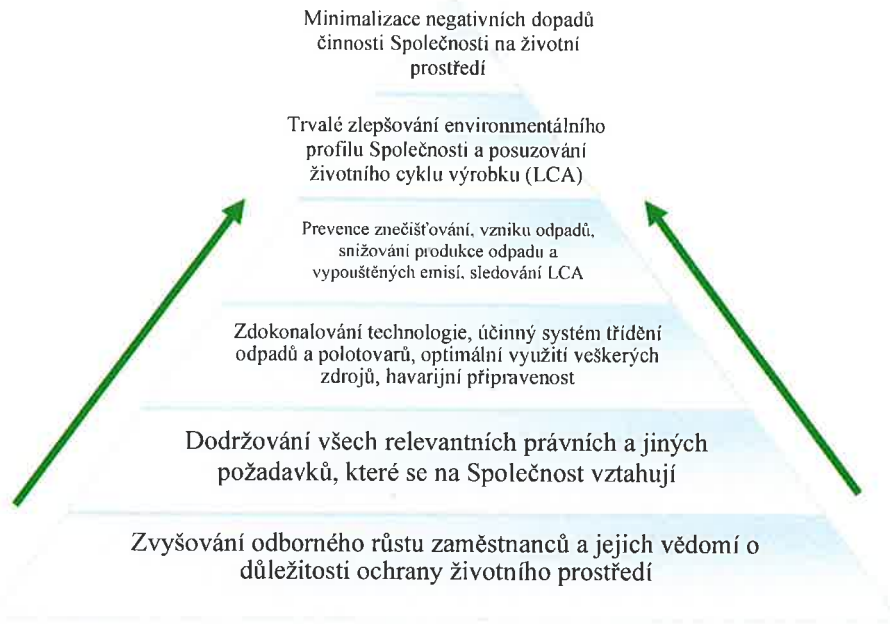 Minimalizace negativních dopadů
činnosti Společnosti na životní
prostředí
Trvalé zlepšování environmentálního
profilu Společnosti a posuzování
životního cyklu výrobku (LCA)
Prevence znečišťování, vzniku odpadů,
snižování produkce odpadu a
vypouštěných emisí, sledování LCA
Zdokonalování technologie, účinný systém třídění
odpadů a polotovarů, optimální využití veškerých
zdrojů, havarijní připravenost
Dodržování všech relevantních právních a jiných
požadavků, které se na Společnost vztahují
Zvyšování odborného růstu zaměstnanců a jejich vědomí o
důležitosti ochrany životního prostředí